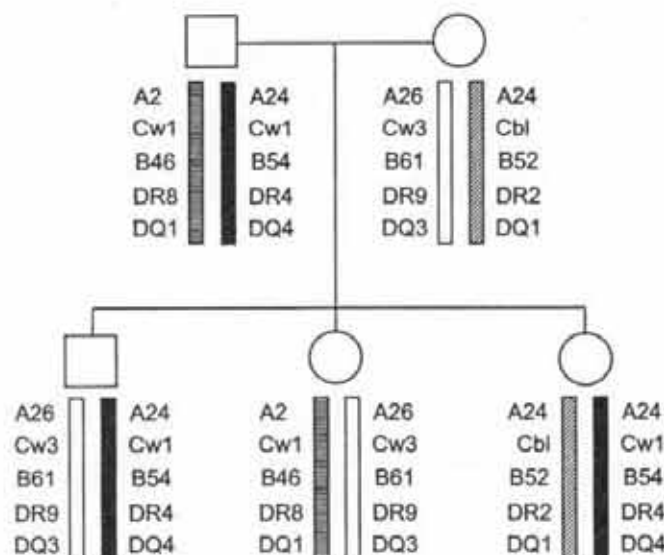 A2 A24 A26 A24
Cw1 Cw1 Cw3 Cbl
B46 B54 B61 B52
DR8 DR4 DR9 DR2
DQ1 DQ4 DQ3 DQ1
A26 A24 A2 A26 A24 A24
Cw3 Cw1 Cw1 Cw3 Cbl Cw1
B61 B54 B46 B61 B52 B54
DR9 DR4 DR8 DR9 DR2 DR4
DQ3 DQ4 DQ1 DQ3 DQ1 DQ4